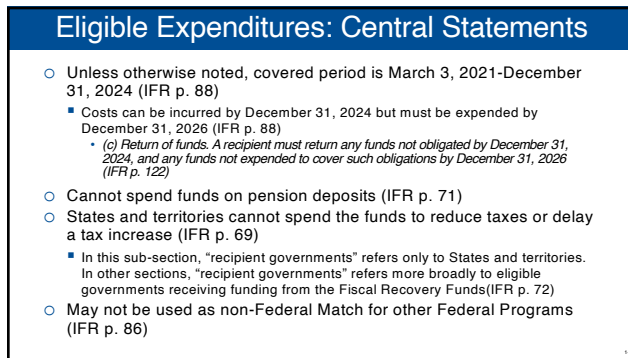 Eligible Expenditures: Central Statements
○ Unless otherwise noted, covered period is March 3, 2021-December
31, 2024 (IFR p. 88)
▪ Costs can be incurred by December 31, 2024 but must be expended by
December 31, 2026 (IFR p. 88)
• (c) Return of funds. A recipient must return any funds not obligated by December 31,
2024, and any funds not expended to cover such obligations by December 31, 2026
(IFR p. 122)
○ Cannot spend funds on pension deposits (IFR p. 71)
○ States and territories cannot spend the funds to reduce taxes or delay
a tax increase (IFR p. 69)
▪ In this sub-section, “recipient governments” refers only to States and territories.
In other sections, “recipient governments” refers more broadly to eligible
governments receiving funding from the Fiscal Recovery Funds(IFR p. 72)
○ May not be used as non-Federal Match for other Federal Programs
(IFR p. 86)